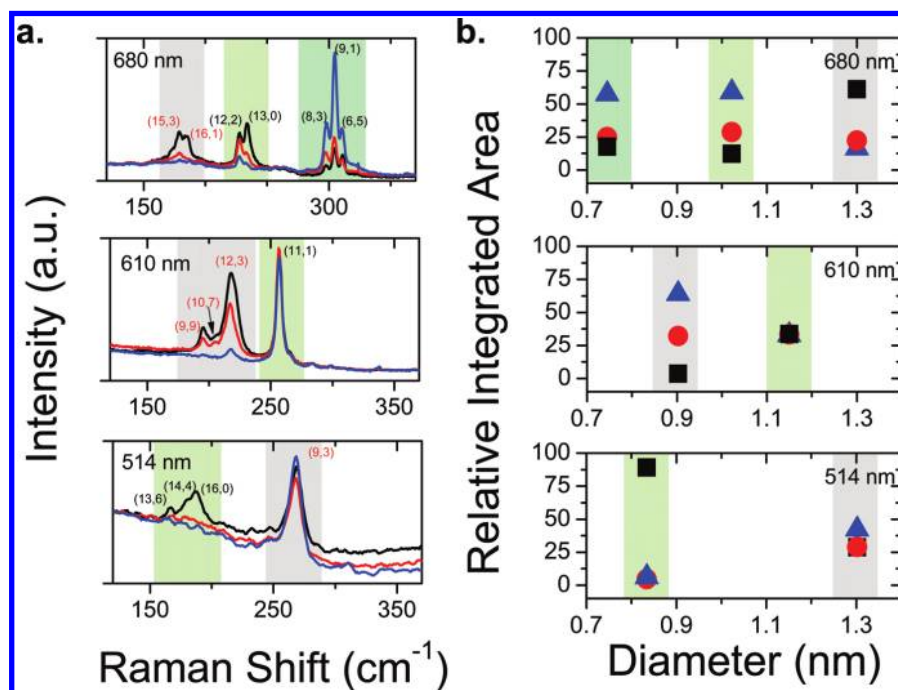 a.
680 nm
(15,3)
(16,1)
(12,2)
(13,0)
(8,3)
(9,1)
(6,5)
150 200 300
610 nm
(9,9)
(10,7)
(12,3)
(11,1)
150 250 350
514 nm
(13,6)
(14,4)
(16,0)
(9,3)
150 250 350
Intensity (a.u.)
Raman Shift (cm-1)
b.
680 nm
100
75
50
25
0
0.7 0.9 1.1 1.3
610 nm
100
75
50
25
0
0.7 0.9 1.1 1.3
514 nm
100
75
50
25
0
0.7 0.9 1.1 1.3
Relative Integrated Area
Diameter (nm)